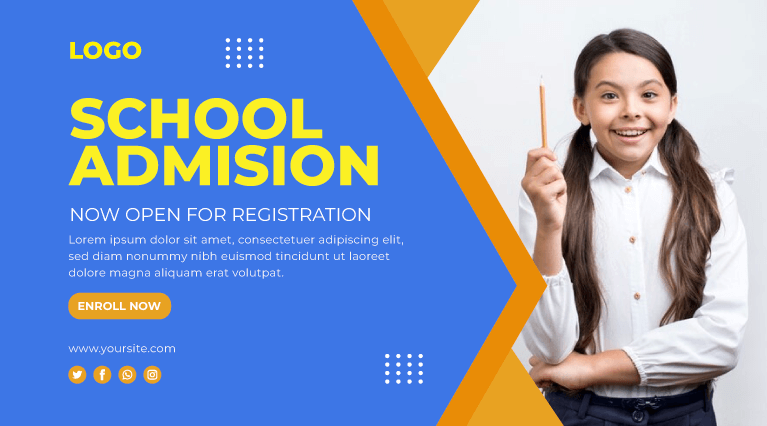 LOGO
SCHOOL
ADMISION
NOW OPEN FOR REGISTRATION
Lorem ipsum dolor sit amet, consectetuer adipiscing elit,
sed diam nonummy nibh euismod tincidunt ut laoreet
dolore magna aliquam erat volutpat.
ENROLL NOW
www.yoursite.com